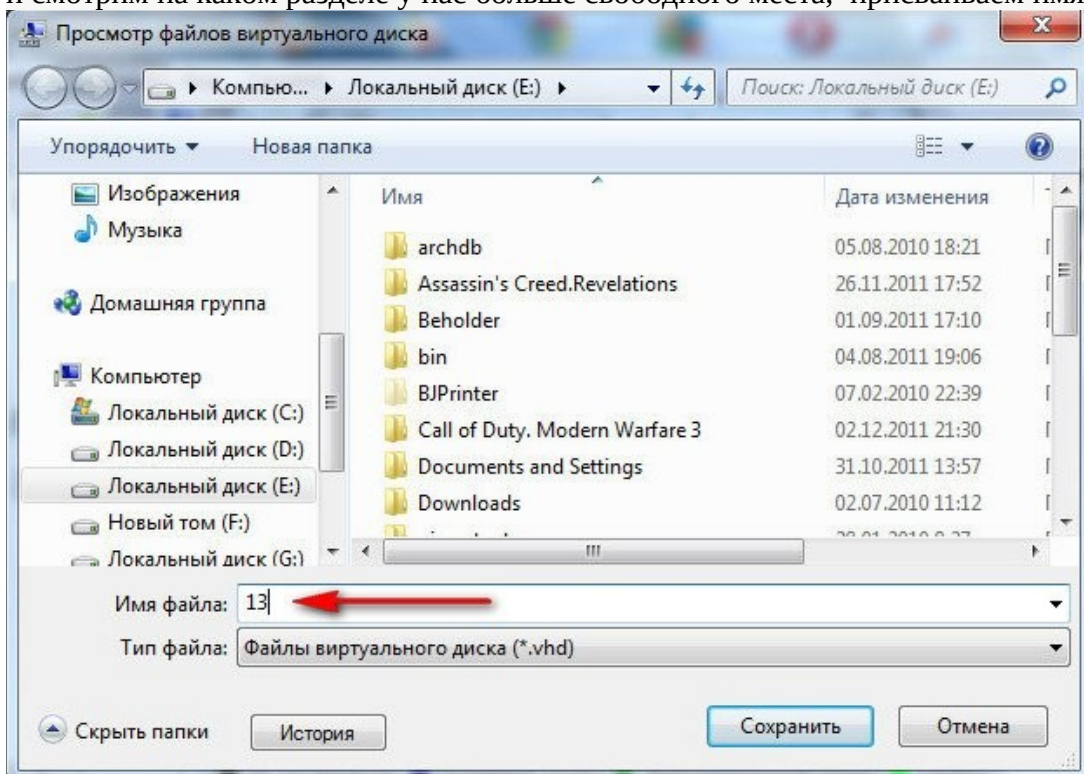 и смотрим на каком разделе у нас больше свободного места, присваиваем имя
Просмотр файлов виртуального диска
Компью... Локальный диск (E:) Поиск: Локальный диск (E:)
Упорядочить Новая папка
Изображения
Музыка
Домашняя группа
Компьютер
Локальный диск (C:)
Локальный диск (D:)
Локальный диск (E:)
Новый том (F:)
Локальный диск (G:)
Имя Дата изменения
archdb 05.08.2010 18:21
Assassin's Creed.Revelations 26.11.2011 17:52
Beholder 01.09.2011 17:10
bin 04.08.2011 19:06
BJPrinter 07.02.2010 22:39
Call of Duty. Modern Warfare 3 02.12.2011 21:30
Documents and Settings 31.10.2011 13:57
Downloads 02.07.2010 11:12
Имя файла: 13
Тип файла: Файлы виртуального диска (*.vhd)
Скрыть папки История Сохранить Отмена